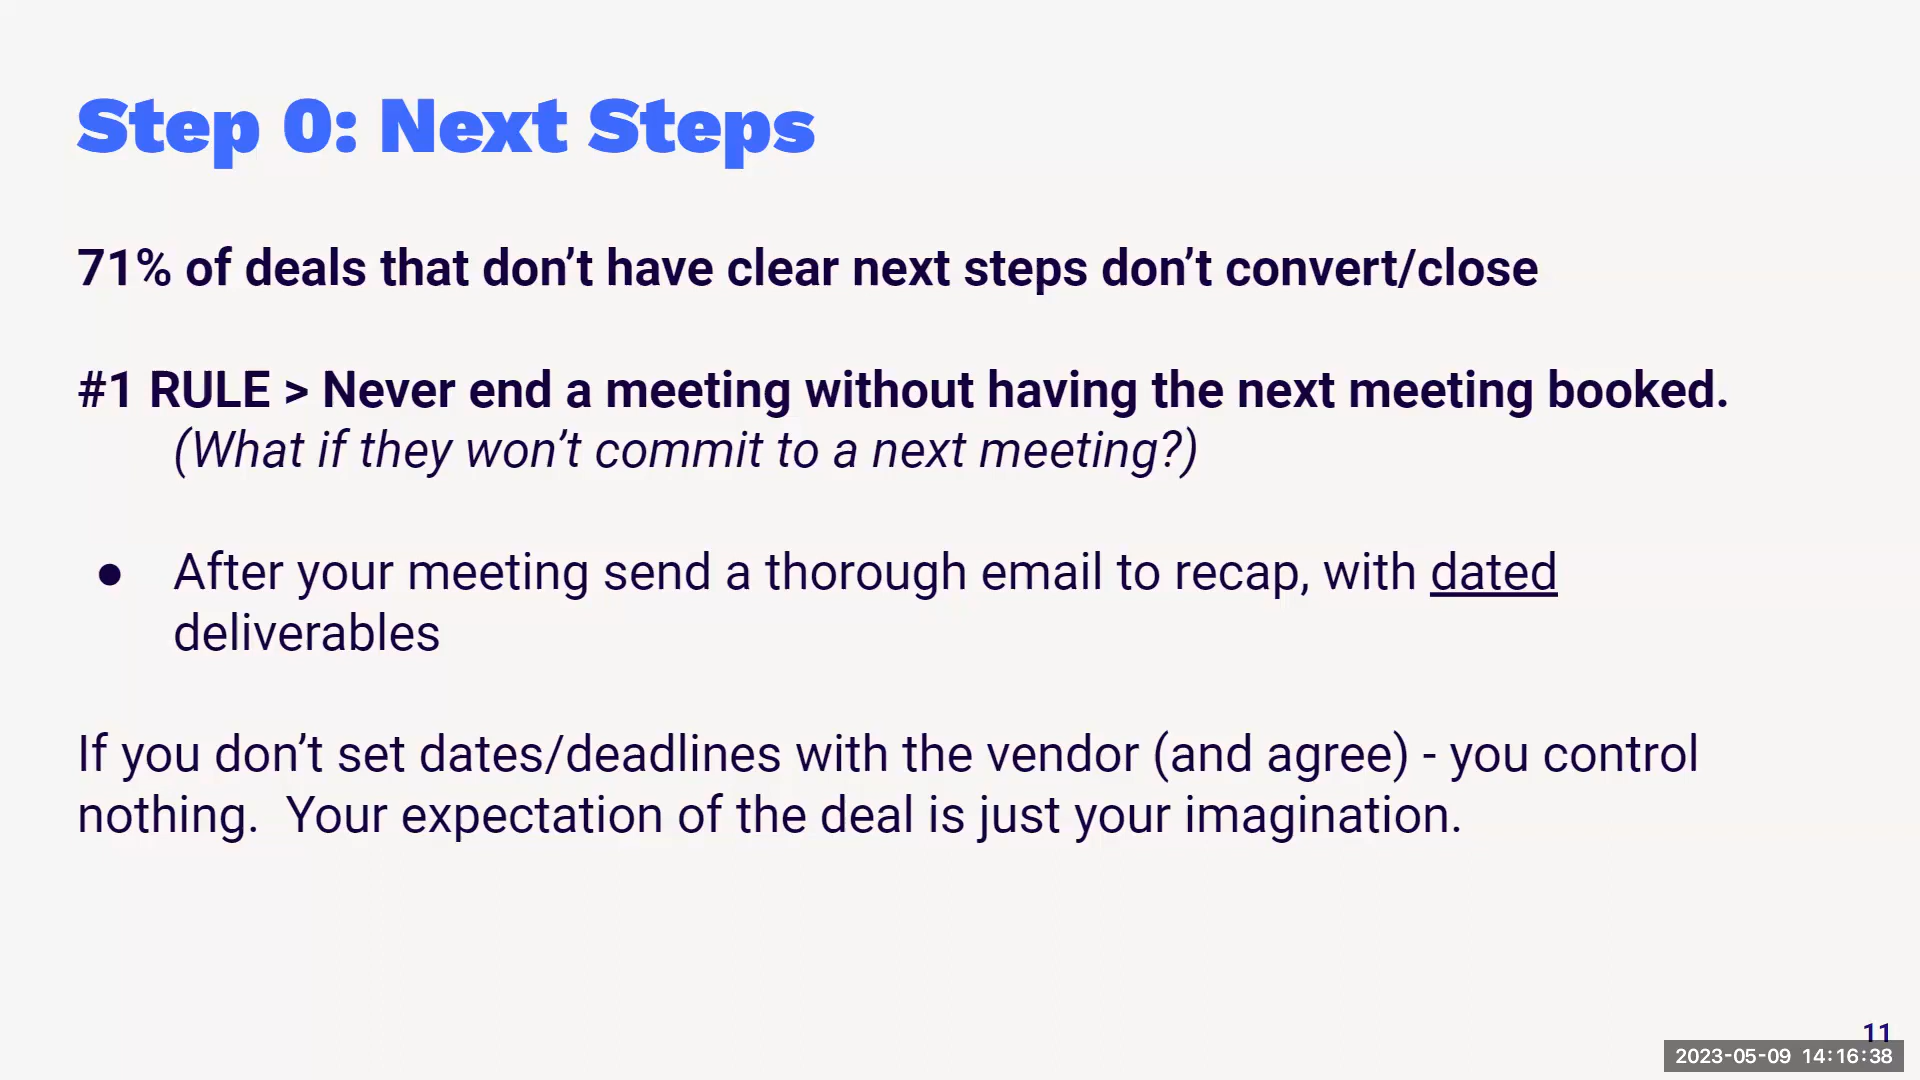 Step 0: Next Steps
71% of deals that don’t have clear next steps don’t convert/close
#1 RULE > Never end a meeting without having the next meeting booked.
(What if they won’t commit to a next meeting?)
● After your meeting send a thorough email to recap, with dated
deliverables
If you don’t set dates/deadlines with the vendor (and agree) - you control
nothing.  Your expectation of the deal is just your imagination.
11
2023-05-09 14:16:38